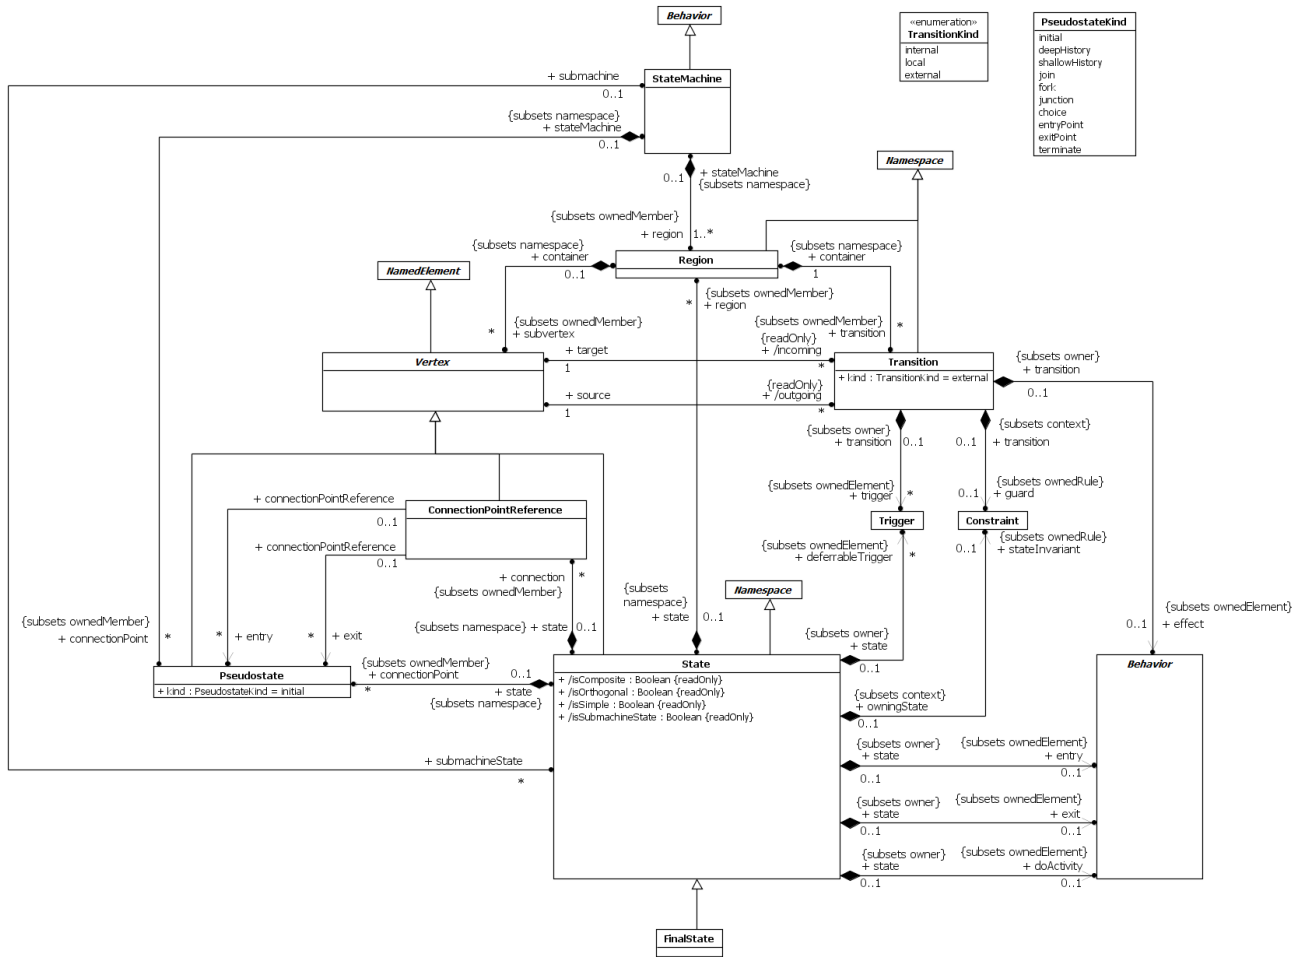 Behavior
«enumeration»
TransitionKind
internal
local
external
PseudostateKind
initial
deepHistory
shallowHistory
join
fork
junction
choice
entryPoint
exitPoint
terminate
+ submachine
0..1
StateMachine
{subsets namespace}
+ stateMachine
0..1
0..1
+ stateMachine
{subsets namespace}
Namespace
{subsets ownedMember}
+ region
1..*
{subsets namespace}
+ container
0..1
Region
{subsets namespace}
+ container
1
NamedElement
*
{subsets ownedMember}
+ region
{subsets ownedMember}
+ subvertex
*
{subsets ownedMember}
+ transition
*
Vertex
+ target
1
{readOnly}
+ /incoming
*
Transition
+ kind : TransitionKind = external
{subsets owner}
+ transition
0..1
+ source
1
{readOnly}
+ /outgoing
*
{subsets owner}
+ transition
0..1
{subsets context}
0..1
+ transition
{subsets ownedElement}
+ trigger
*
{subsets ownedRule}
0..1
+ guard
+ connectionPointReference
0..1
ConnectionPointReference
Trigger
Constraint
+ connectionPointReference
0..1
{subsets ownedElement}
+ deferrableTrigger
*
{subsets ownedRule}
0..1
+ stateInvariant
+ connection
*
{subsets ownedMember}
{subsets
namespace}
+ state
0..1
Namespace
{subsets ownedMember}
+ connectionPoint
*
*
+ entry
*
+ exit
{subsets namespace} + state
0..1
{subsets owner}
+ state
0..1
{subsets ownedElement}
0..1
+ effect
Pseudostate
+ kind : PseudostateKind = initial
{subsets ownedMember}
+ connectionPoint
*
0..1
+ state
{subsets namespace}
State
+ /isComposite : Boolean {readOnly}
+ /isOrthogonal : Boolean {readOnly}
+ /isSimple : Boolean {readOnly}
+ /isSubmachineState : Boolean {readOnly}
Behavior
{subsets context}
+ owningState
0..1
+ submachineState
*
{subsets owner}
+ state
0..1
{subsets ownedElement}
+ entry
0..1
{subsets owner}
+ state
0..1
{subsets ownedElement}
+ exit
0..1
{subsets owner}
+ state
0..1
{subsets ownedElement}
+ doActivity
0..1
FinalState